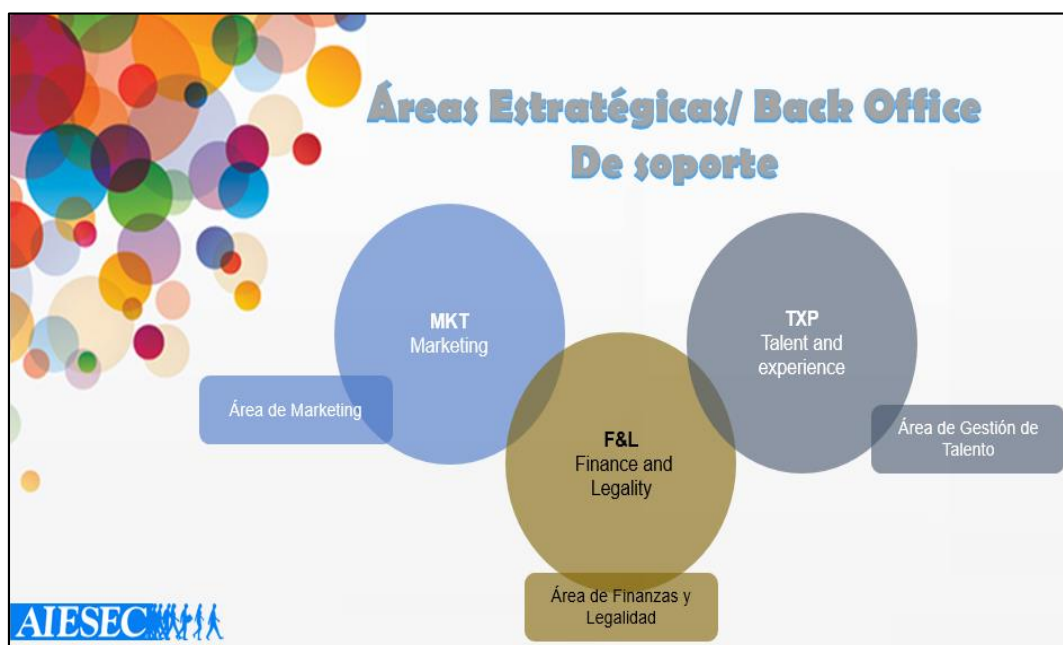 Áreas Estratégicas/ Back Office
De soporte
MKT
Marketing
Área de Marketing
TXP
Talent and
experience
Área de Gestión de
Talento
F&L
Finance and
Legality
Área de Finanzas y
Legalidad
AIESEC